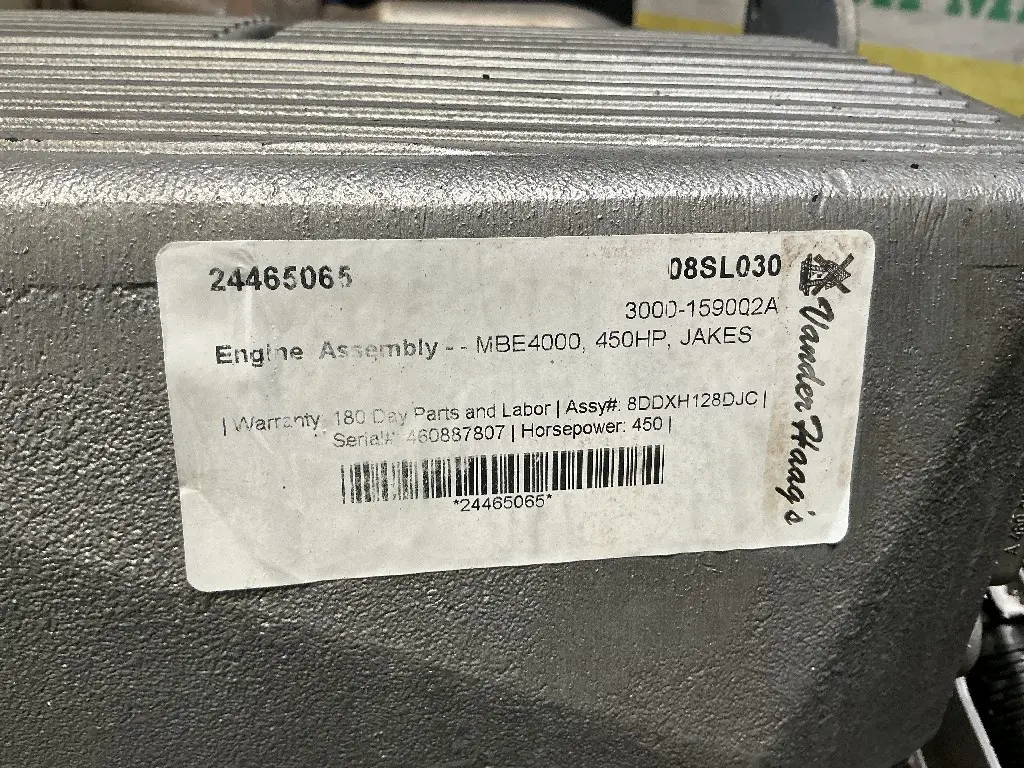 24465065
08SL030
3000-159002A
Engine Assembly - - MBE4000, 450HP, JAKES
| Warranty: 180 Day Parts and Labor | Assy#: 8DDXH128DJC |
Serial#: 460887807 | Horsepower: 450 |
*24465065*
Vander Haag's